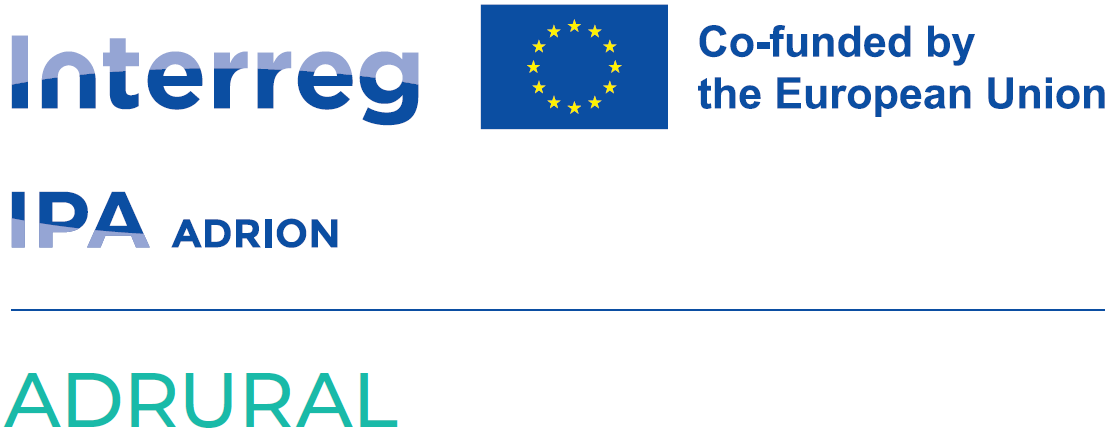 Interreg
Co-funded by
the European Union
IPA ADRION
ADRURAL